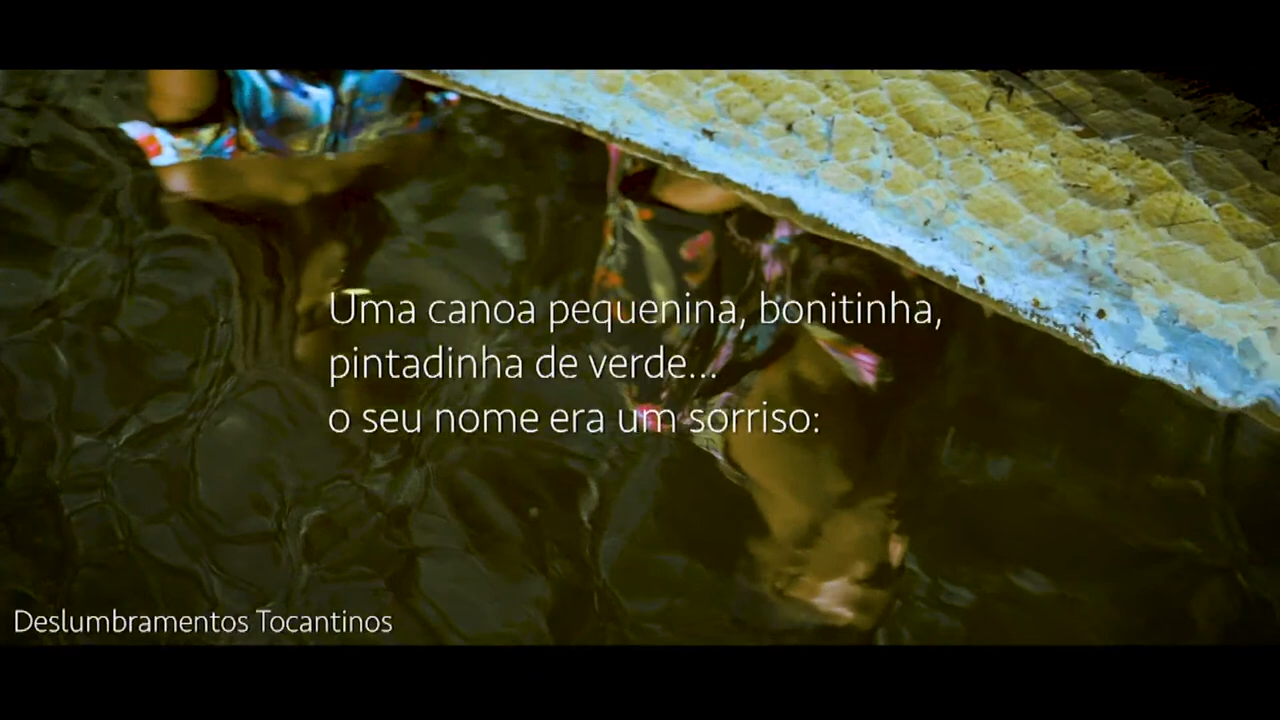 Uma canoa pequenina, bonitinha,
pintadinha de verde...
o seu nome era um sorriso:
Deslumbramentos Tocantinos